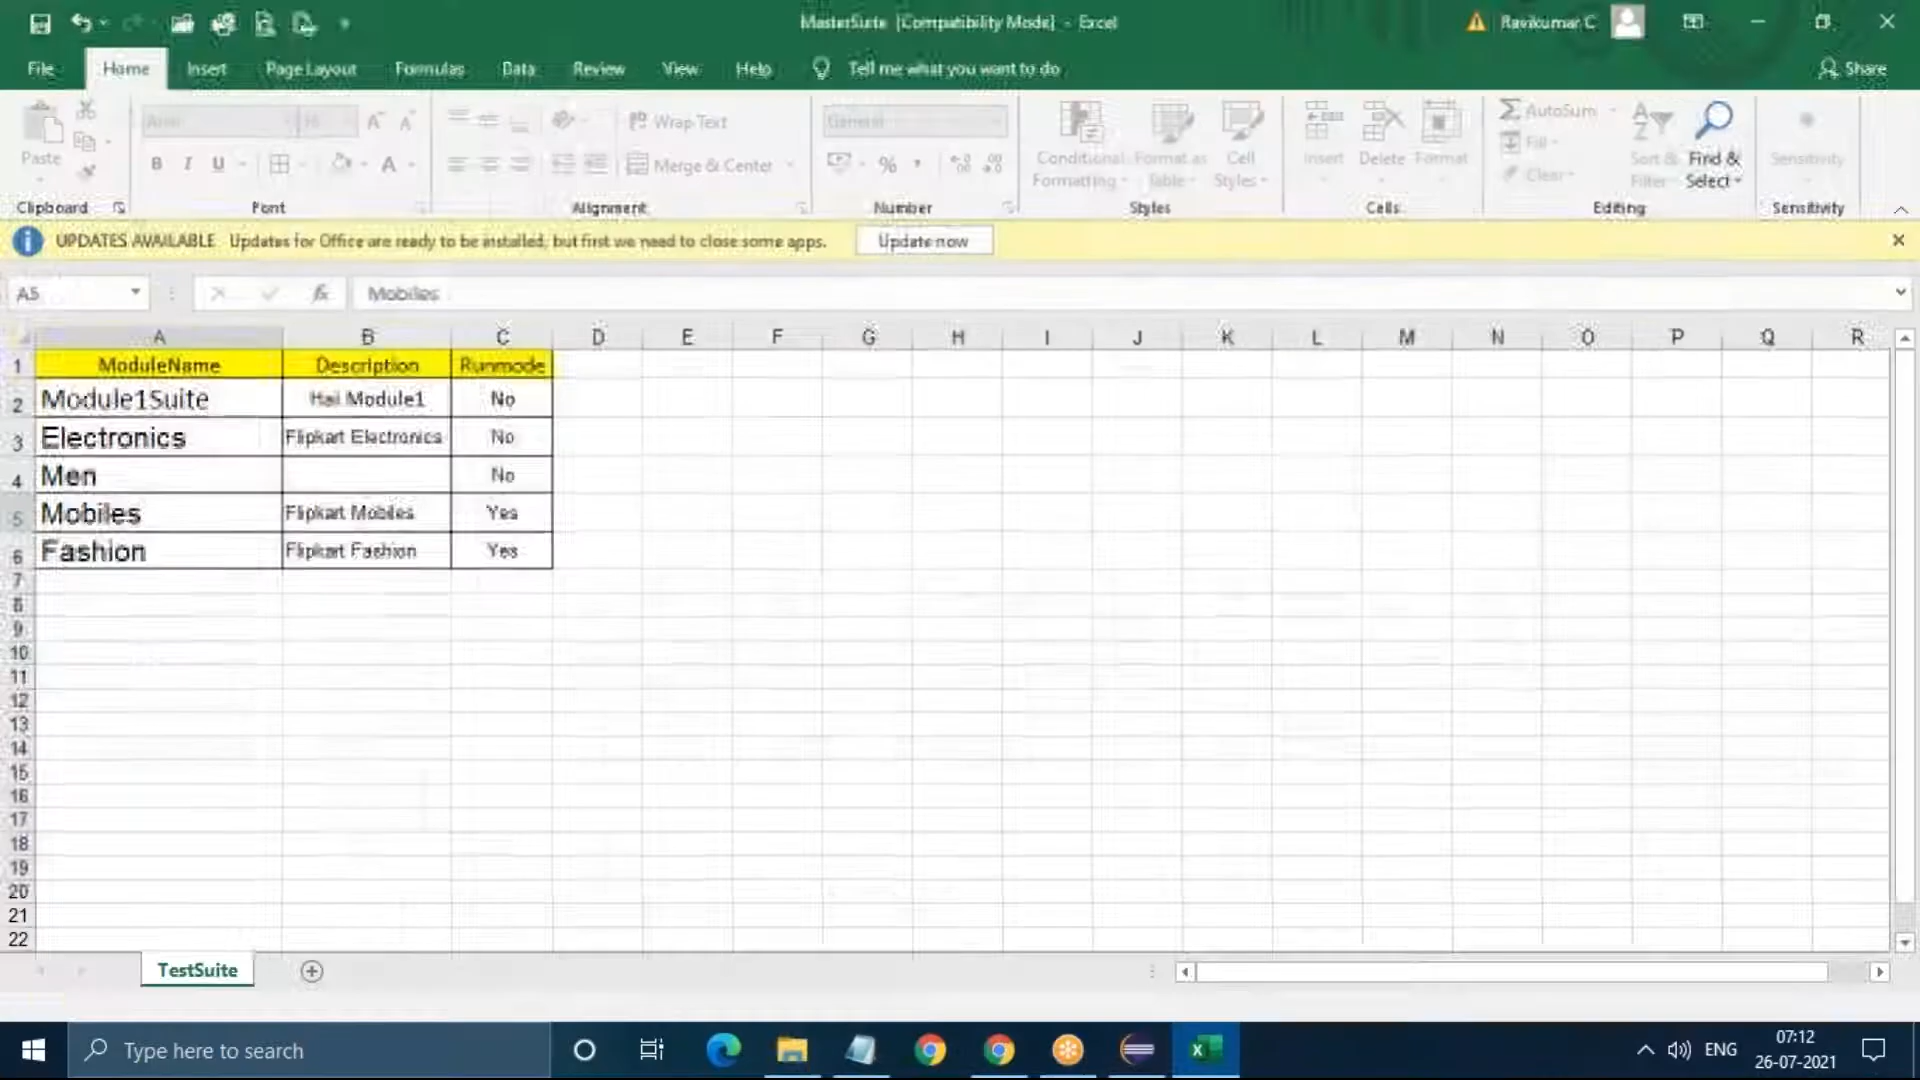 MasterSuite [Compatibility Mode] - Excel
Ravikumar C
File Home Insert Page Layout Formulas Data Review View Help Tell me what you want to do Share
Paste
Wrap Text
Merge & Center
General
Conditional Formatting
Format as Table
Cell Styles
Insert Delete Format
AutoSum
Fill
Clear
Sort & Filter
Find & Select
Sensitivity
Clipboard Font Alignment Number Styles Cells Editing Sensitivity
UPDATES AVAILABLE Updates for Office are ready to be installed, but first we need to close some apps. Update now
A5 fx Mobiles
A B C D E F G H I J K L M N O P Q R
1 ModuleName Description Runmode
2 Module1Suite Hai Module1 No
3 Electronics Flipkart Electronics No
4 Men No
5 Mobiles Flipkart Mobiles Yes
6 Fashion Flipkart Fashion Yes
7
8
9
10
11
12
13
14
15
16
17
18
19
20
21
22
TestSuite
Type here to search
ENG
07:12
26-07-2021